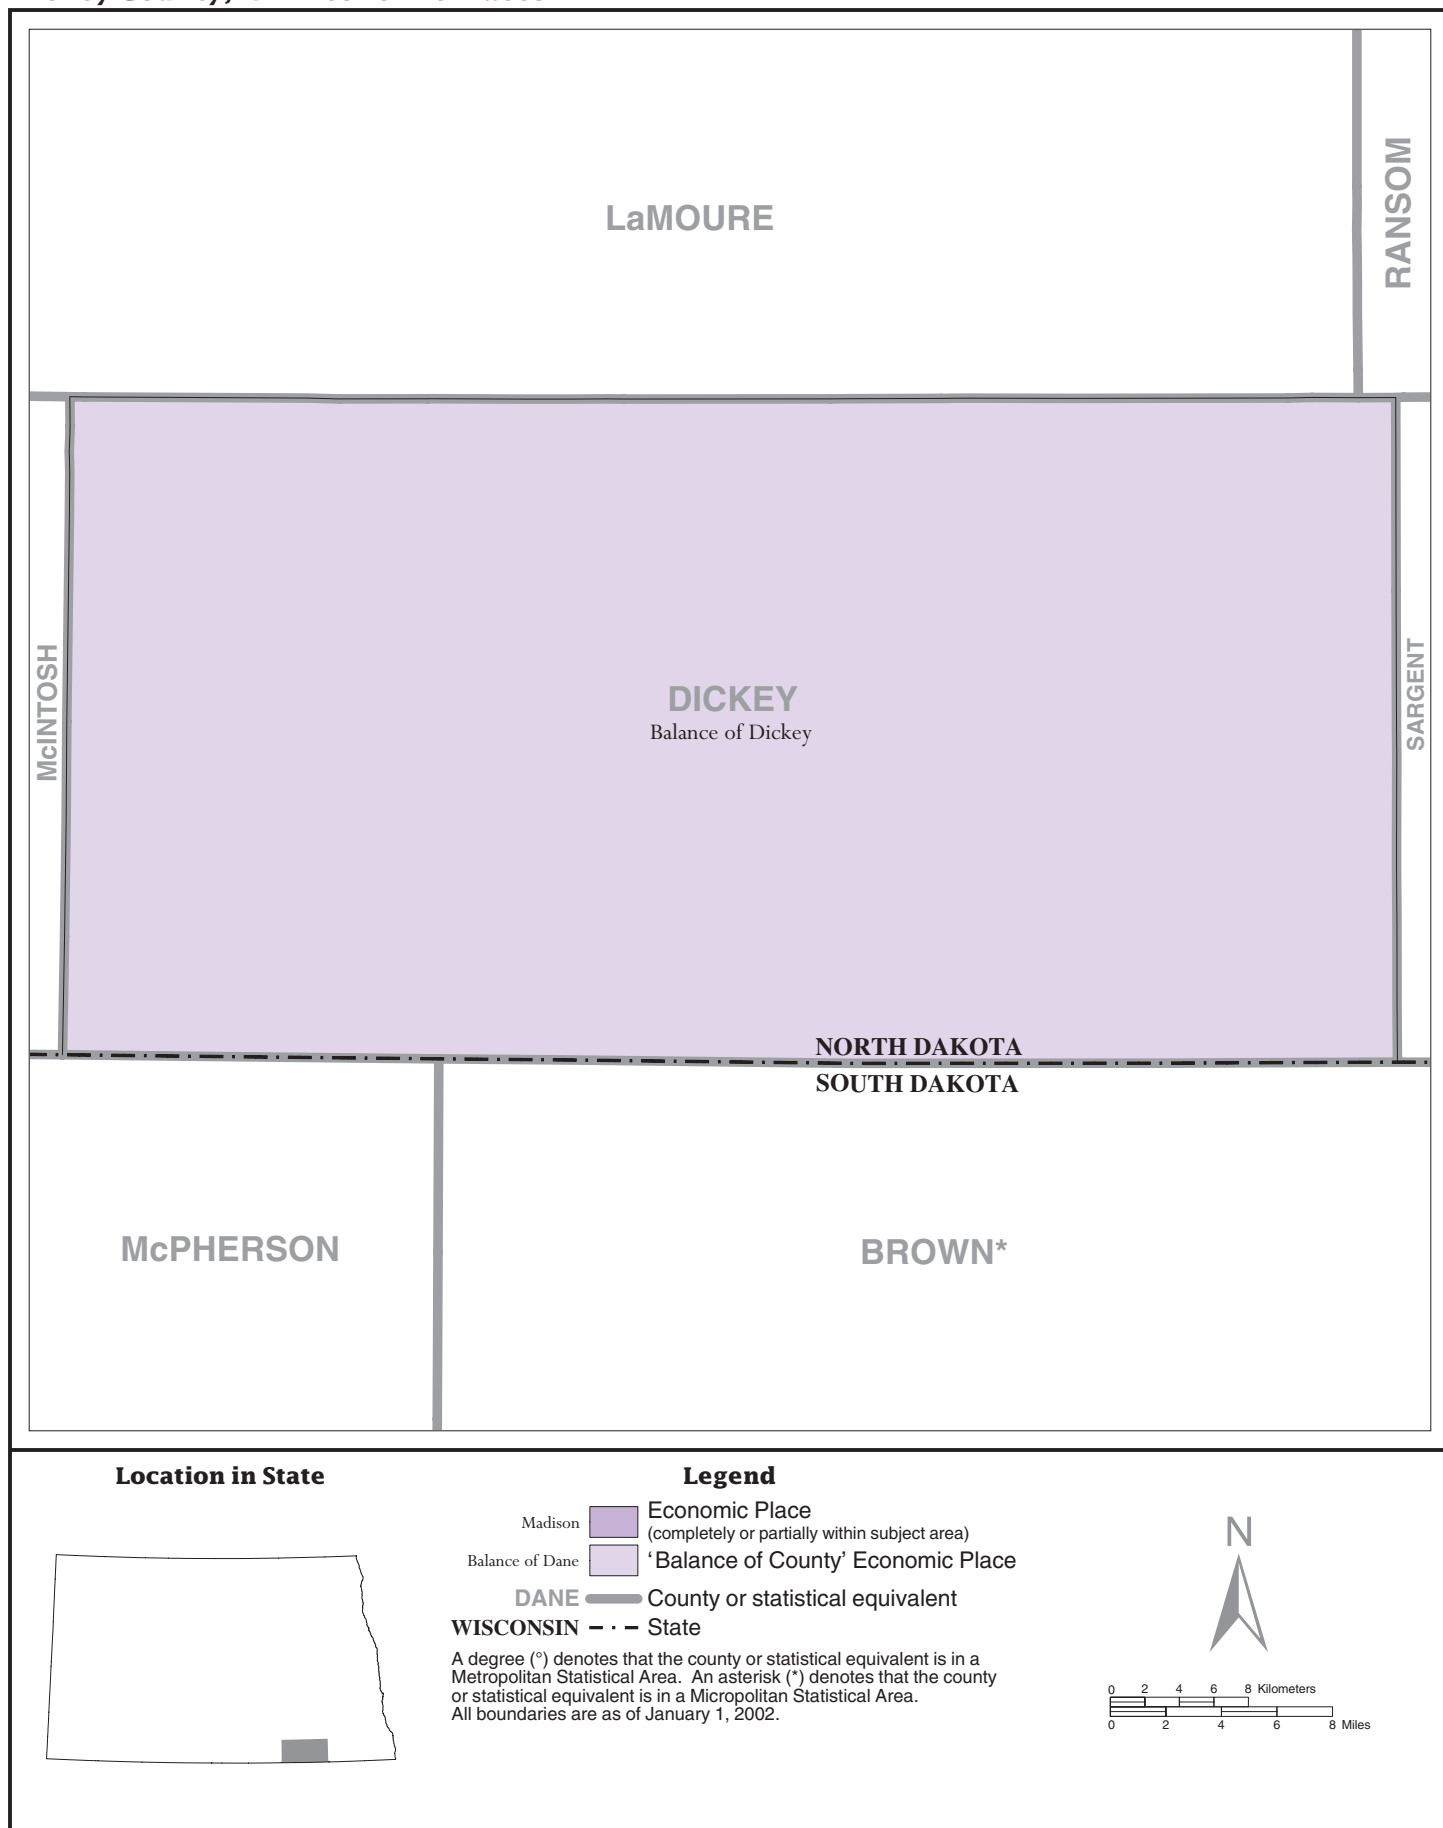 LaMOURE
RANSOM
McINTOSH
DICKEY
Balance of Dickey
SARGENT
NORTH DAKOTA
SOUTH DAKOTA
McPHERSON
BROWN*
Location in State
Legend
Madison
Economic Place
(completely or partially within subject area)
Balance of Dane
‘Balance of County’ Economic Place
DANE
County or statistical equivalent
WISCONSIN
State
A degree (°) denotes that the county or statistical equivalent is in a
Metropolitan Statistical Area.  An asterisk (*) denotes that the county
or statistical equivalent is in a Micropolitan Statistical Area.
All boundaries are as of January 1, 2002.
N
0 2 4 6 8 Kilometers
0 2 4 6 8 Miles